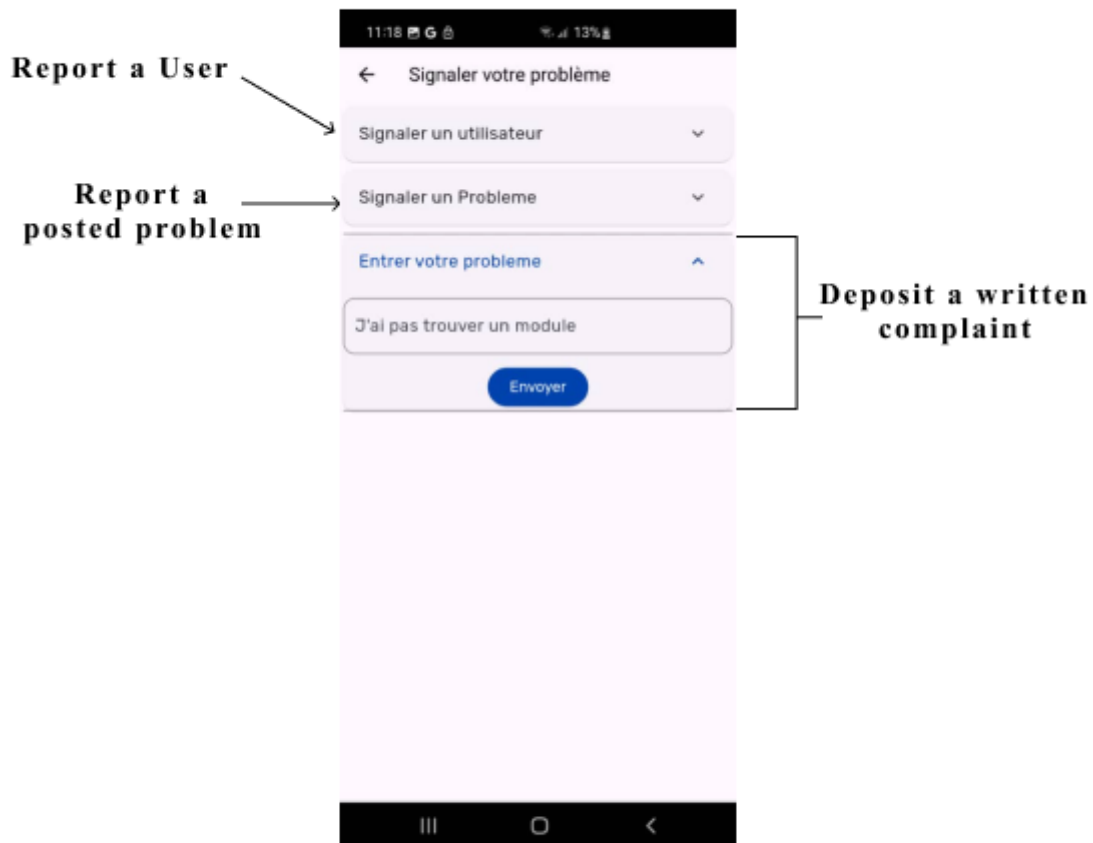 11:18 G 13%
Report a User
Signaler votre problème
Signaler un utilisateur
Report a
posted problem
Signaler un Probleme
Entrer votre probleme
J'ai pas trouver un module
Envoyer
Deposit a written
complaint